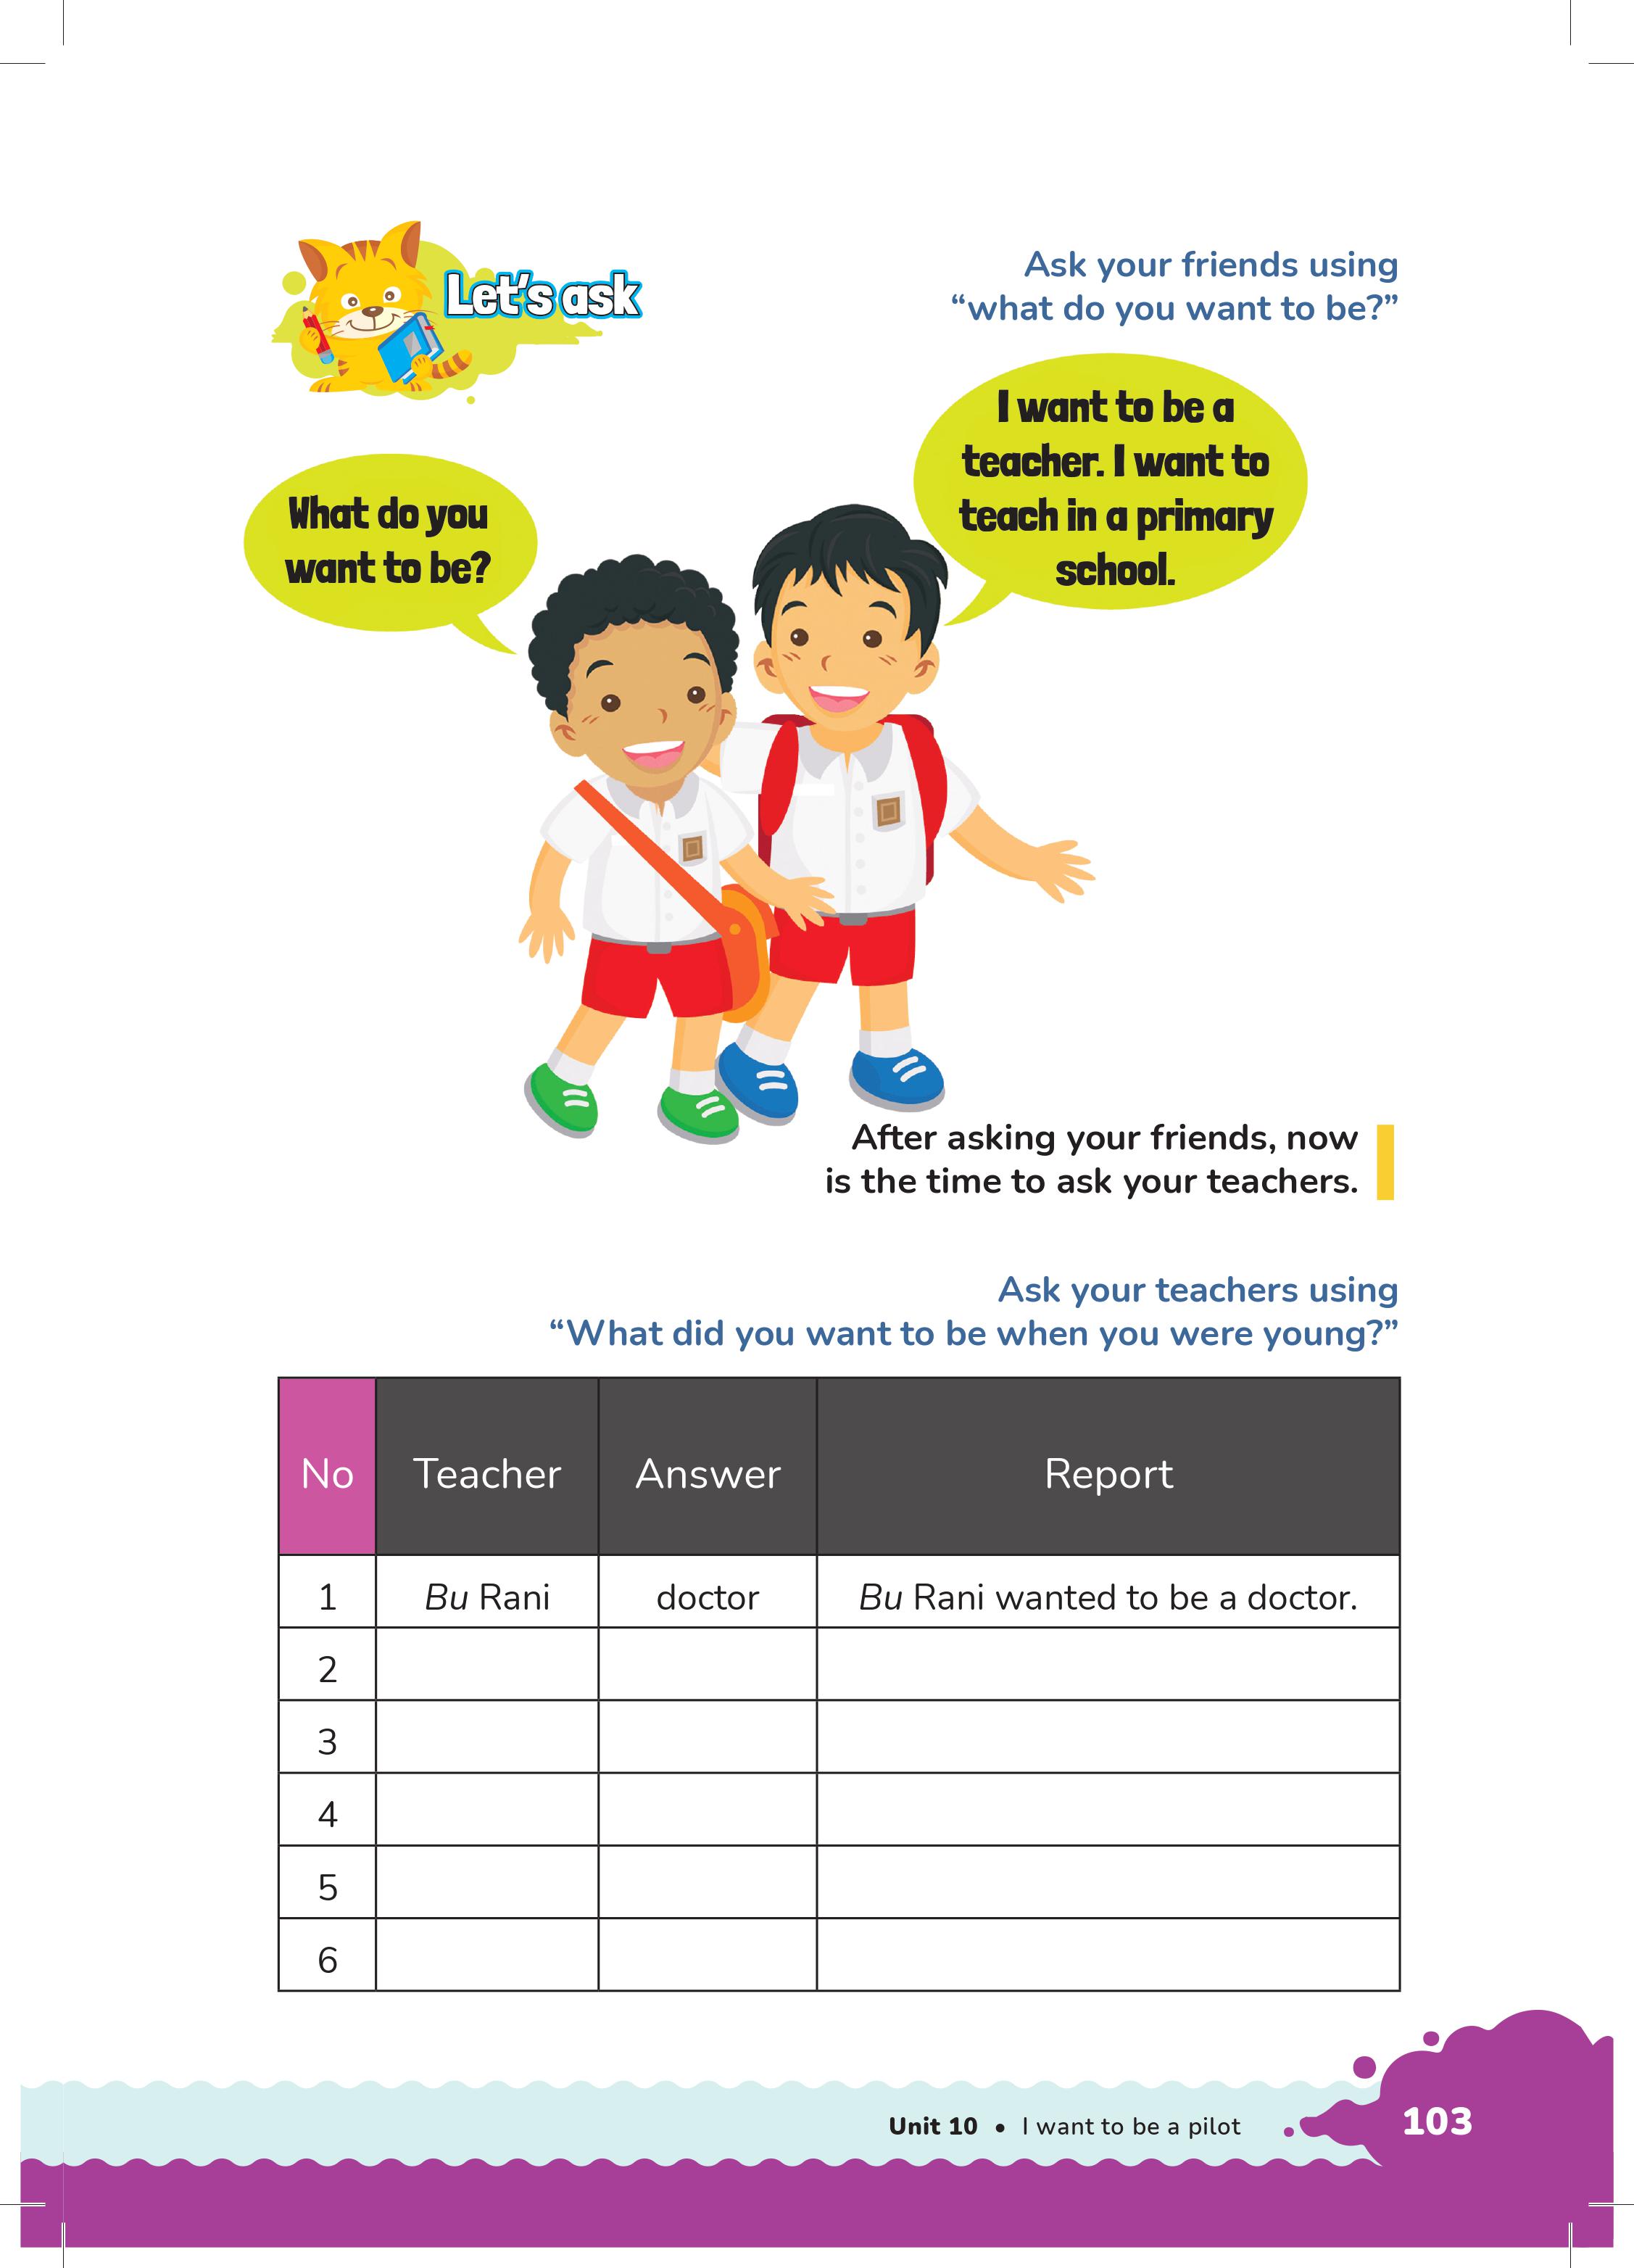 Let's ask
Ask your friends using
“what do you want to be?”
What do you
want to be?
I want to be a
teacher. I want to
teach in a primary
school.
After asking your friends, now
is the time to ask your teachers.
Ask your teachers using
“What did you want to be when you were young?”
No Teacher Answer Report
1 Bu Rani doctor Bu Rani wanted to be a doctor.
2
3
4
5
6
Unit 10 • I want to be a pilot 103